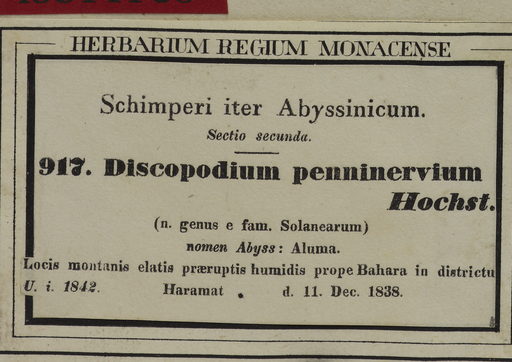 HERBARIUM REGIUM MONACENSE
Schimperi iter Abyssinicum.
Sectio secunda.
917. Discopodium penninervium
Hochst.
(n. genus e fam. Solanearum)
nomen Abyss: Aluma.
Locis montanis elatis præruptis humidis prope Bahara in districtu
U. i. 1842. Haramat . d. 11. Dec. 1838.